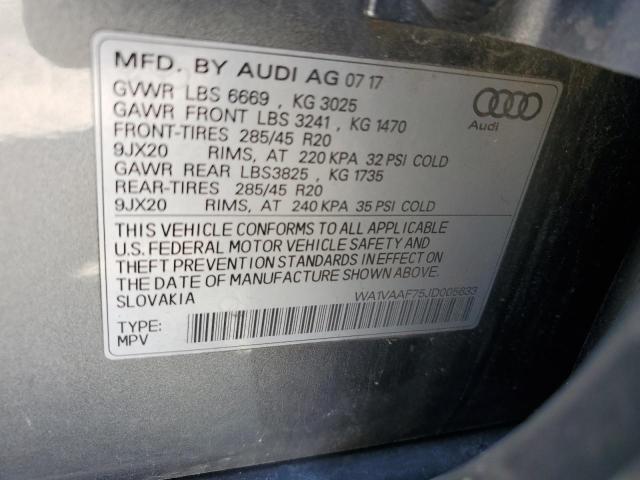 MFD. BY AUDI AG 07 17
GVWR LBS 6669 , KG 3025
GAWR FRONT LBS 3241 , KG 1470
FRONT-TIRES 285/45 R20
9JX20 RIMS, AT 220 KPA 32 PSI COLD
GAWR REAR LBS3825 , KG 1735
REAR-TIRES 285/45 R20
9JX20 RIMS, AT 240 KPA 35 PSI COLD
Audi
THIS VEHICLE CONFORMS TO ALL APPLICABLE
U.S. FEDERAL MOTOR VEHICLE SAFETY AND
THEFT PREVENTION STANDARDS IN EFFECT ON
THE DATE OF MANUFACTURE SHOWN ABOVE.
SLOVAKIA WA1VAAF75JD005633
TYPE:
MPV